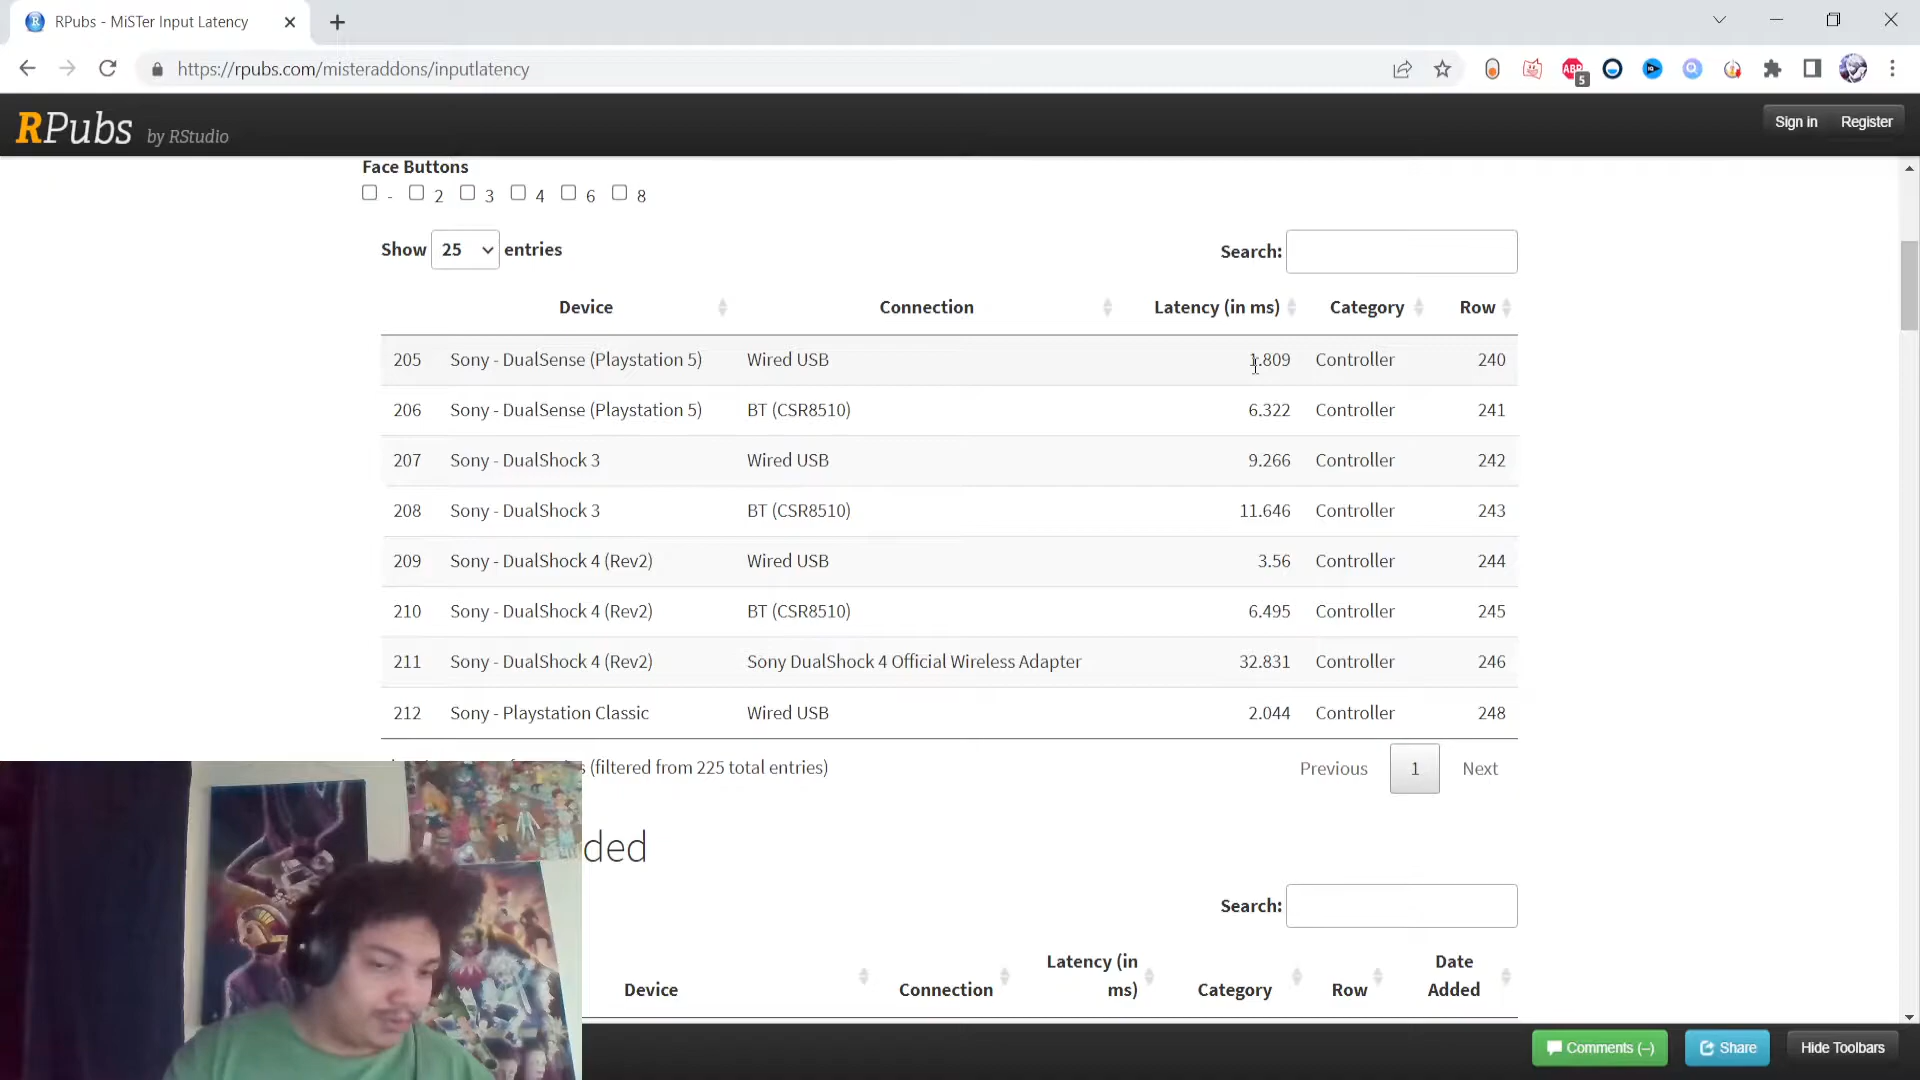 RPubs - MiSTer Input Latency
https://rpubs.com/misteraddons/inputlatency
ABP 5
RPubs by RStudio
Sign in Register
Face Buttons
- 2 3 4 6 8
Show 25 entries
Search:
Device Connection Latency (in ms) Category Row
205 Sony - DualSense (Playstation 5) Wired USB 1.809 Controller 240
206 Sony - DualSense (Playstation 5) BT (CSR8510) 6.322 Controller 241
207 Sony - DualShock 3 Wired USB 9.266 Controller 242
208 Sony - DualShock 3 BT (CSR8510) 11.646 Controller 243
209 Sony - DualShock 4 (Rev2) Wired USB 3.56 Controller 244
210 Sony - DualShock 4 (Rev2) BT (CSR8510) 6.495 Controller 245
211 Sony - DualShock 4 (Rev2) Sony DualShock 4 Official Wireless Adapter 32.831 Controller 246
212 Sony - Playstation Classic Wired USB 2.044 Controller 248
(filtered from 225 total entries)
Previous 1 Next
ded
Search:
Device Connection Latency (in ms) Category Row Date Added
Comments (–) Share Hide Toolbars